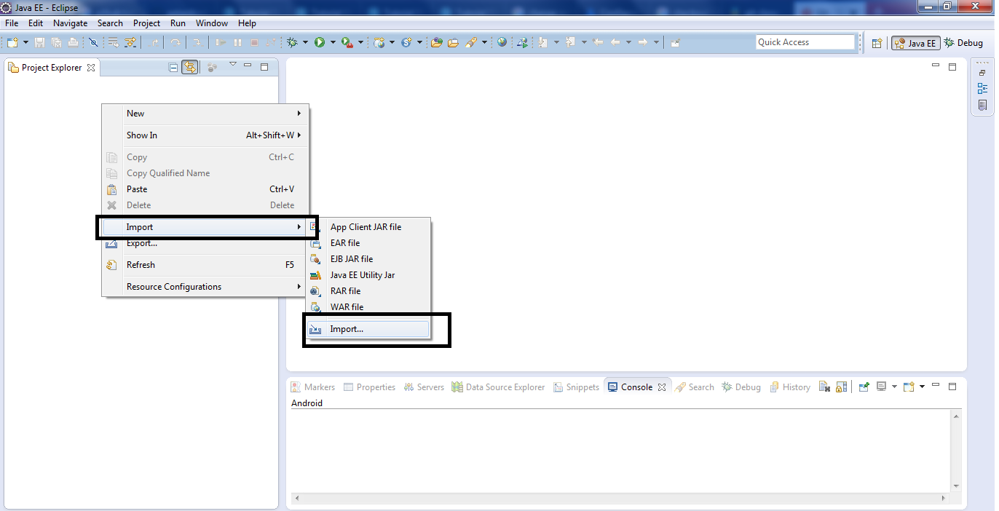 Java EE - Eclipse
File Edit Navigate Search Project Run Window Help
Quick Access
Java EE
Debug
Project Explorer
New
Show In Alt+Shift+W
Copy Ctrl+C
Copy Qualified Name
Paste Ctrl+V
Delete Delete
Import
Export...
Refresh F5
Resource Configurations
App Client JAR file
EAR file
EJB JAR file
Java EE Utility Jar
RAR file
WAR file
Import...
Markers Properties Servers Data Source Explorer Snippets Console Search Debug History
Android